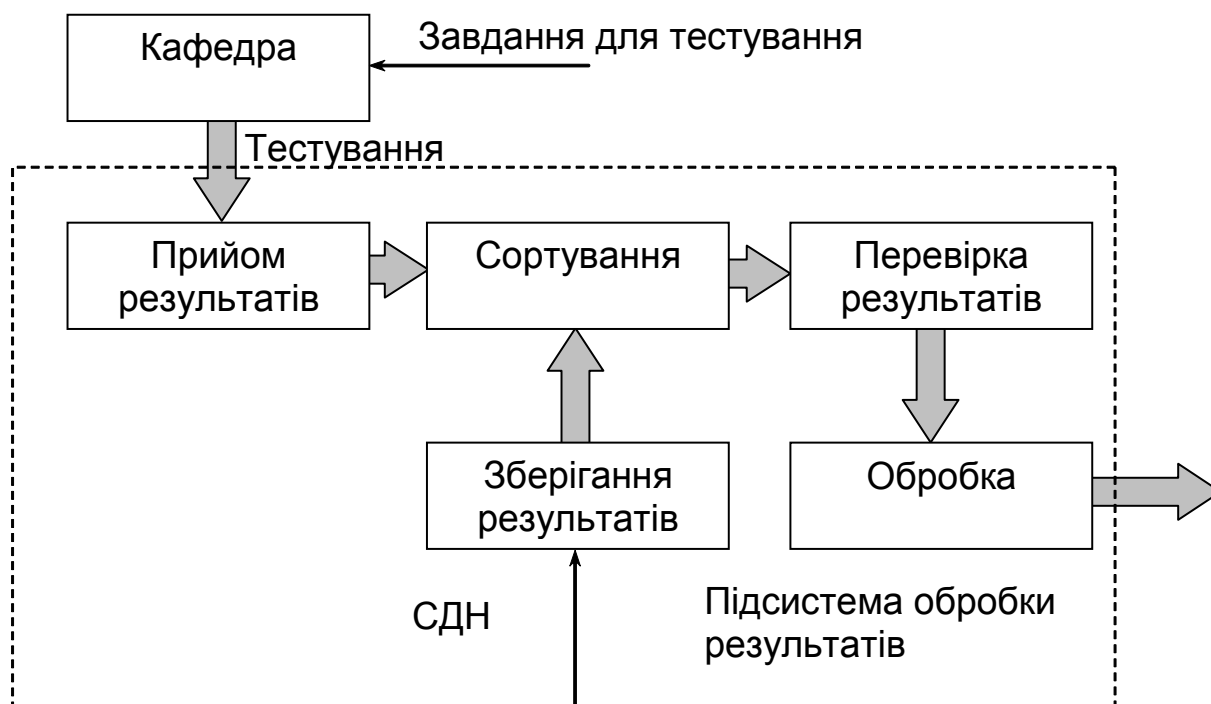 Кафедра
Завдання для тестування
Тестування
Прийом
результатів
Сортування
Перевірка
результатів
Зберігання
результатів
Обробка
СДН
Підсистема обробки
результатів